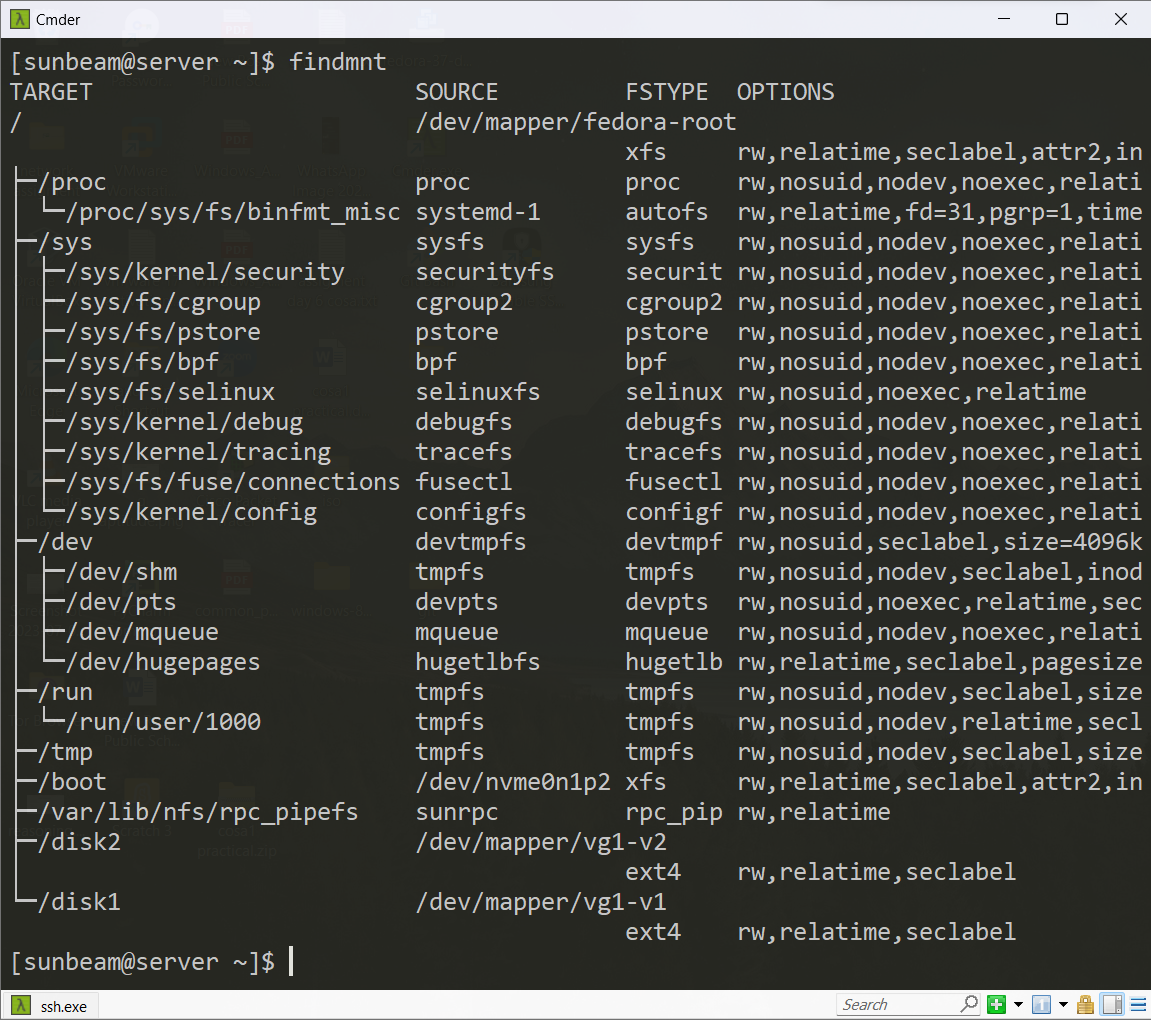 Cmder
[sunbeam@server ~]$ findmnt
TARGET                       SOURCE         FSTYPE  OPTIONS
/                            /dev/mapper/fedora-root
                                            xfs     rw,relatime,seclabel,attr2,in
├─/proc                      proc           proc    rw,nosuid,nodev,noexec,relati
│ └─/proc/sys/fs/binfmt_misc systemd-1      autofs  rw,relatime,fd=31,pgrp=1,time
├─/sys                       sysfs          sysfs   rw,nosuid,nodev,noexec,relati
│ ├─/sys/kernel/security     securityfs     securit rw,nosuid,nodev,noexec,relati
│ ├─/sys/fs/cgroup           cgroup2        cgroup2 rw,nosuid,nodev,noexec,relati
│ ├─/sys/fs/pstore           pstore         pstore  rw,nosuid,nodev,noexec,relati
│ ├─/sys/fs/bpf              bpf            bpf     rw,nosuid,nodev,noexec,relati
│ ├─/sys/fs/selinux          selinuxfs      selinux rw,nosuid,noexec,relatime
│ ├─/sys/kernel/debug        debugfs        debugfs rw,nosuid,nodev,noexec,relati
│ ├─/sys/kernel/tracing      tracefs        tracefs rw,nosuid,nodev,noexec,relati
│ ├─/sys/fs/fuse/connections fusectl        fusectl rw,nosuid,nodev,noexec,relati
│ └─/sys/kernel/config       configfs       configf rw,nosuid,nodev,noexec,relati
├─/dev                       devtmpfs       devtmpf rw,nosuid,seclabel,size=4096k
│ ├─/dev/shm                 tmpfs          tmpfs   rw,nosuid,nodev,seclabel,inod
│ ├─/dev/pts                 devpts         devpts  rw,nosuid,noexec,relatime,sec
│ ├─/dev/mqueue              mqueue         mqueue  rw,nosuid,nodev,noexec,relati
│ └─/dev/hugepages           hugetlbfs      hugetlb rw,relatime,seclabel,pagesize
├─/run                       tmpfs          tmpfs   rw,nosuid,nodev,seclabel,size
│ └─/run/user/1000           tmpfs          tmpfs   rw,nosuid,nodev,relatime,secl
├─/tmp                       tmpfs          tmpfs   rw,nosuid,nodev,seclabel,size
├─/boot                      /dev/nvme0n1p2 xfs     rw,relatime,seclabel,attr2,in
├─/var/lib/nfs/rpc_pipefs    sunrpc         rpc_pip rw,relatime
├─/disk2                     /dev/mapper/vg1-v2
│                                           ext4    rw,relatime,seclabel
└─/disk1                     /dev/mapper/vg1-v1
                                            ext4    rw,relatime,seclabel
[sunbeam@server ~]$
ssh.exe Search